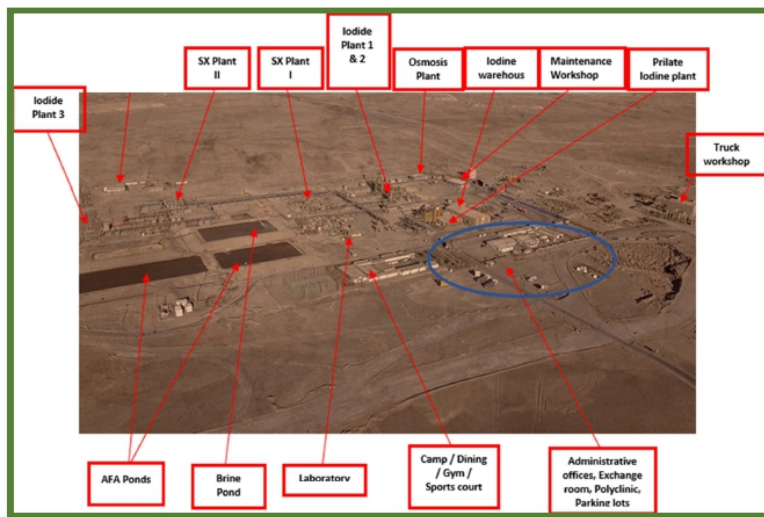 Iodide
Plant 1
& 2
SX Plant
II
SX Plant
I
Osmosis
Plant
Iodine
warehous
Maintenance
Workshop
Prilate
Iodine plant
Iodide
Plant 3
Truck
workshop
AFA Ponds
Brine
Pond
Laboratory
Camp / Dining
/ Gym /
Sports court
Administrative
offices, Exchange
room, Polyclinic,
Parking lots